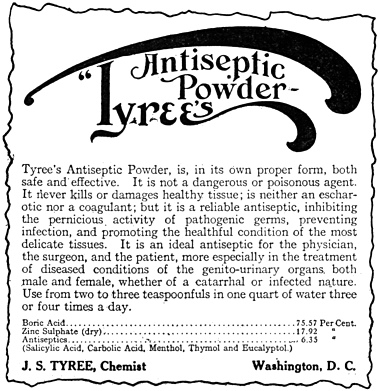 Antiseptic
Powder-
"Tyree's
Tyree's Antiseptic Powder, is, in its own proper form, both
safe and effective. It is not a dangerous or poisonous agent.
It never kills or damages healthy tissue; is neither an eschar-
otic nor a coagulant; but it is a reliable antiseptic, inhibiting
the pernicious activity of pathogenic germs, preventing
infection, and promoting the healthful condition of the most
delicate tissues. It is an ideal antiseptic for the physician,
the surgeon, and the patient, more especially in the treatment
of diseased conditions of the genito-urinary organs both
male and female, whether of a catarrhal or infected nature.
Use from two to three teaspoonfuls in one quart of water three
or four times a day.
Boric Acid......75.57 Per Cent.
Zinc Sulphate (dry)......17.92 "
Antiseptics......6.35 "
(Salicylic Acid, Carbolic Acid, Menthol, Thymol and Eucalyptol.)
J. S. TYREE, Chemist Washington, D. C.